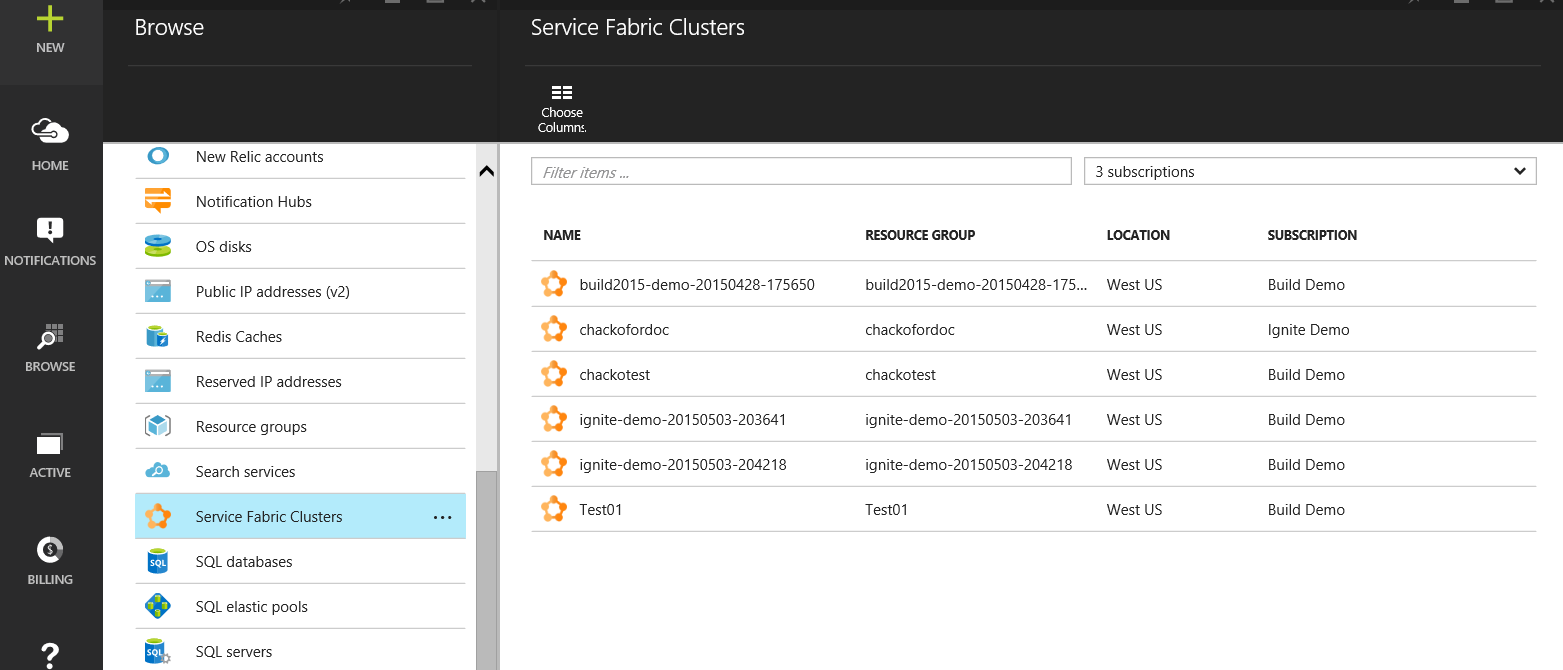 NEW
HOME
NOTIFICATIONS
BROWSE
ACTIVE
BILLING
?
Browse
New Relic accounts
Notification Hubs
OS disks
Public IP addresses (v2)
Redis Caches
Reserved IP addresses
Resource groups
Search services
Service Fabric Clusters ...
SQL SQL databases
SQL elastic pools
SQL SQL servers
Service Fabric Clusters
Choose
Columns.
Filter items ... 3 subscriptions
NAME RESOURCE GROUP LOCATION SUBSCRIPTION
build2015-demo-20150428-175650 build2015-demo-20150428-175... West US Build Demo
chackofordoc chackofordoc West US Ignite Demo
chackotest chackotest West US Build Demo
ignite-demo-20150503-203641 ignite-demo-20150503-203641 West US Build Demo
ignite-demo-20150503-204218 ignite-demo-20150503-204218 West US Build Demo
Test01 Test01 West US Build Demo